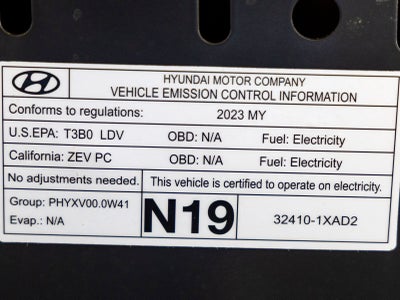 HYUNDAI MOTOR COMPANY
VEHICLE EMISSION CONTROL INFORMATION
Conforms to regulations: 2023 MY
U.S.EPA: T3B0 LDV OBD: N/A Fuel: Electricity
California: ZEV PC OBD: N/A Fuel: Electricity
No adjustments needed. This vehicle is certified to operate on electricity.
Group: PHYXV00.0W41
Evap.: N/A
N19
32410-1XAD2